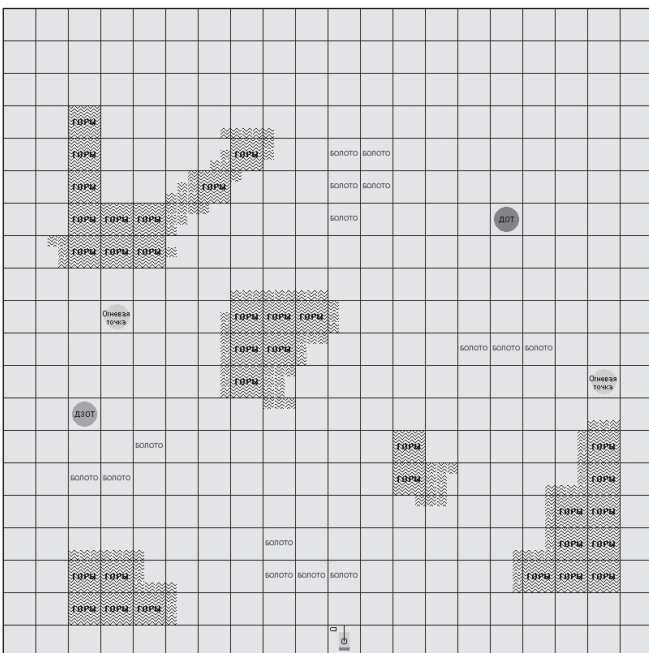 ГОРЫ
ГОРЫ ГОРЫ БОЛОТО БОЛОТО
ГОРЫ ГОРЫ БОЛОТО БОЛОТО
ГОРЫ ГОРЫ ГОРЫ БОЛОТО ДОТ
ГОРЫ ГОРЫ ГОРЫ
Огневая
точка
ГОРЫ ГОРЫ ГОРЫ
ГОРЫ ГОРЫ БОЛОТО БОЛОТО БОЛОТО
ГОРЫ
Огневая
точка
ДЗОТ
БОЛОТО ГОРЫ ГОРЫ
БОЛОТО БОЛОТО ГОРЫ ГОРЫ
ГОРЫ ГОРЫ
БОЛОТО ГОРЫ ГОРЫ
ГОРЫ ГОРЫ БОЛОТО БОЛОТО БОЛОТО ГОРЫ ГОРЫ ГОРЫ
ГОРЫ ГОРЫ ГОРЫ